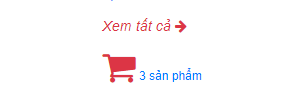 Xem tất cả
3 sản phẩm